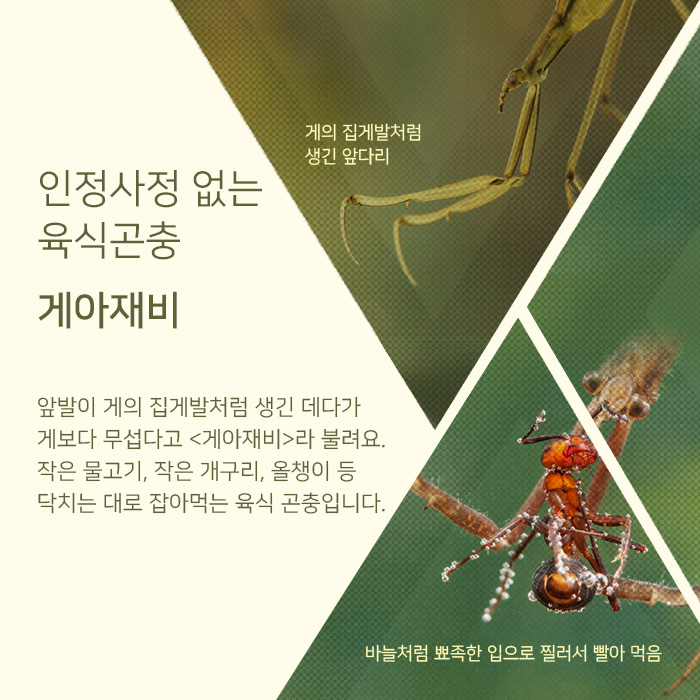 게의 집게발처럼
생긴 앞다리
인정사정 없는
육식곤충
게아재비
앞발이 게의 집게발처럼 생긴 데다가
게보다 무섭다고 <게아재비>라 불려요.
작은 물고기, 작은 개구리, 올챙이 등
닥치는 대로 잡아먹는 육식 곤충입니다.
바늘처럼 뾰족한 입으로 찔러서 빨아 먹음